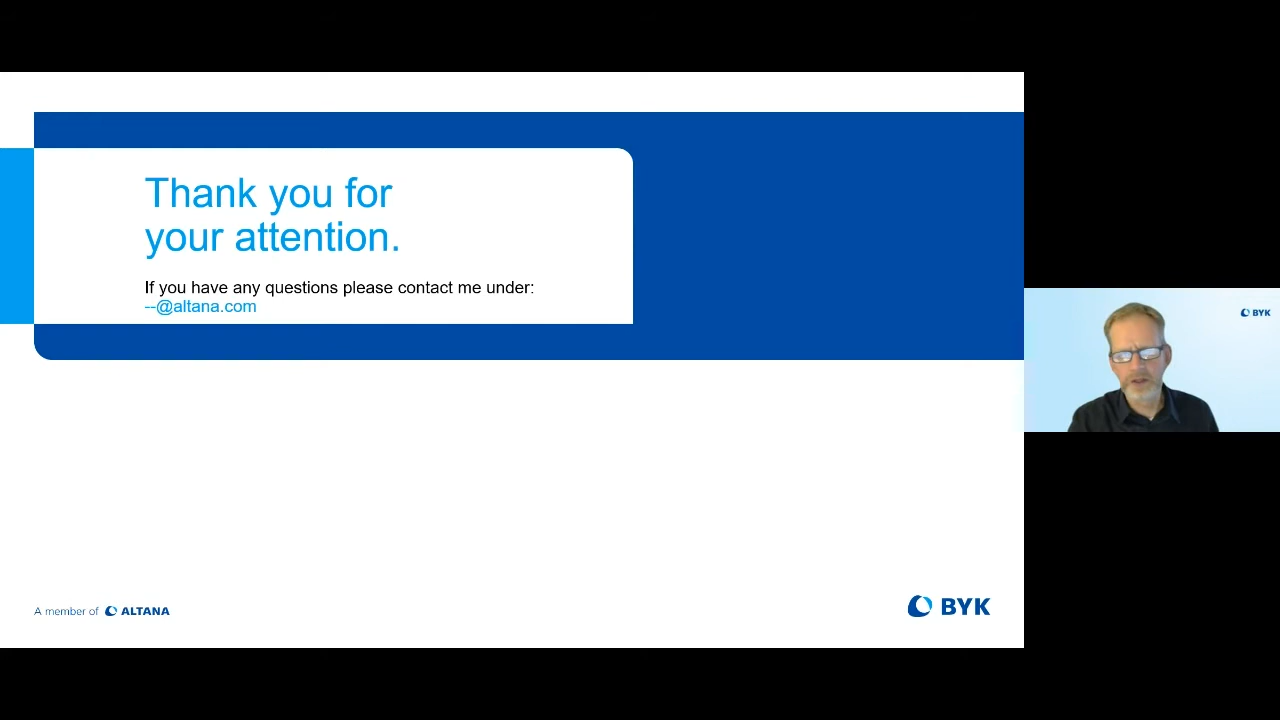 Thank you for
your attention.
If you have any questions please contact me under:
--@altana.com
BYK
A member of ALTANA
BYK